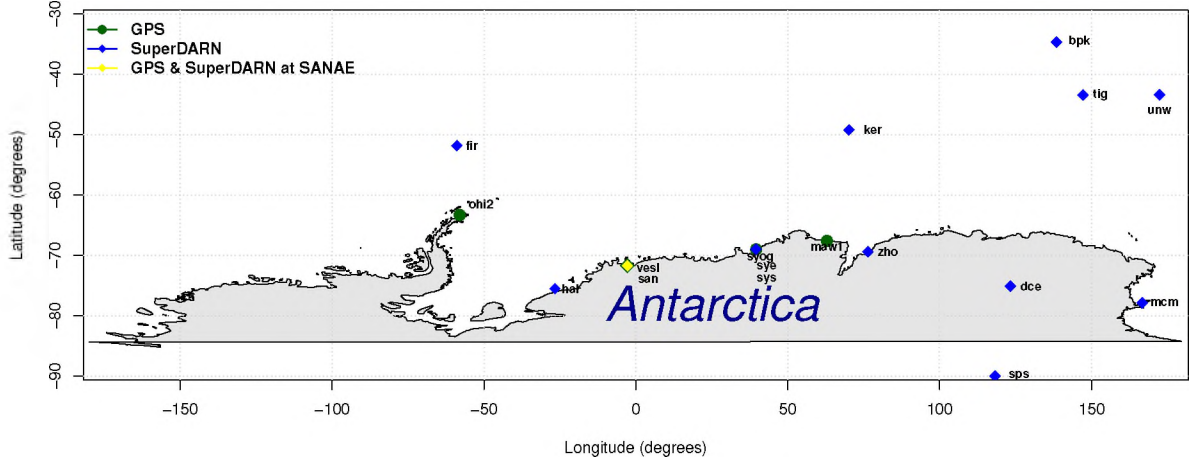 −30
GPS
SuperDARN
GPS & SuperDARN at SANAE
bpk
−40
tig
unw
−50
ker
fir
−60
ohi2
Latitude (degrees)
−70
maw1
zho
syog
sye
sys
vesl
san
hal
dce
mcm
Antarctica
−80
−90
sps
−150
−100
−50
0
50
100
150
Longitude (degrees)